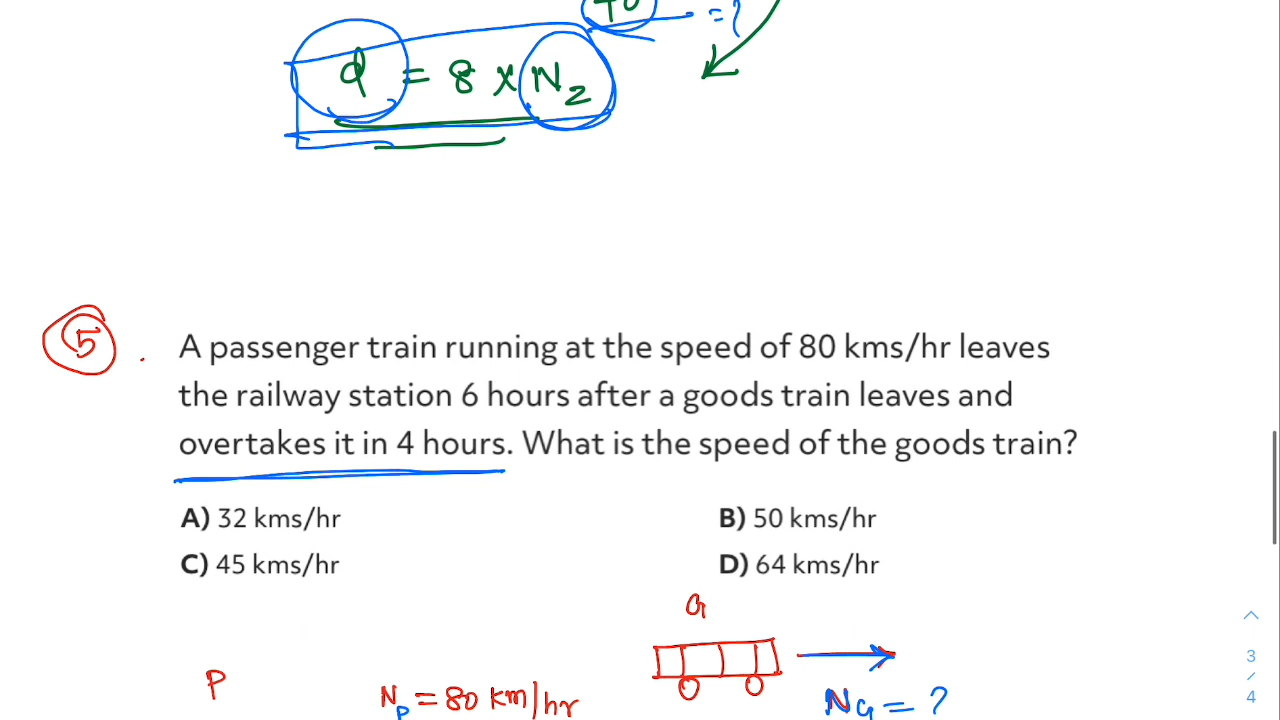 = ?
d = 8 x N2
5 .
A passenger train running at the speed of 80 kms/hr leaves
the railway station 6 hours after a goods train leaves and
overtakes it in 4 hours. What is the speed of the goods train?
A) 32 kms/hr
B) 50 kms/hr
C) 45 kms/hr
D) 64 kms/hr
G
P
Np = 80 km/hr
NG = ?
3
/
4